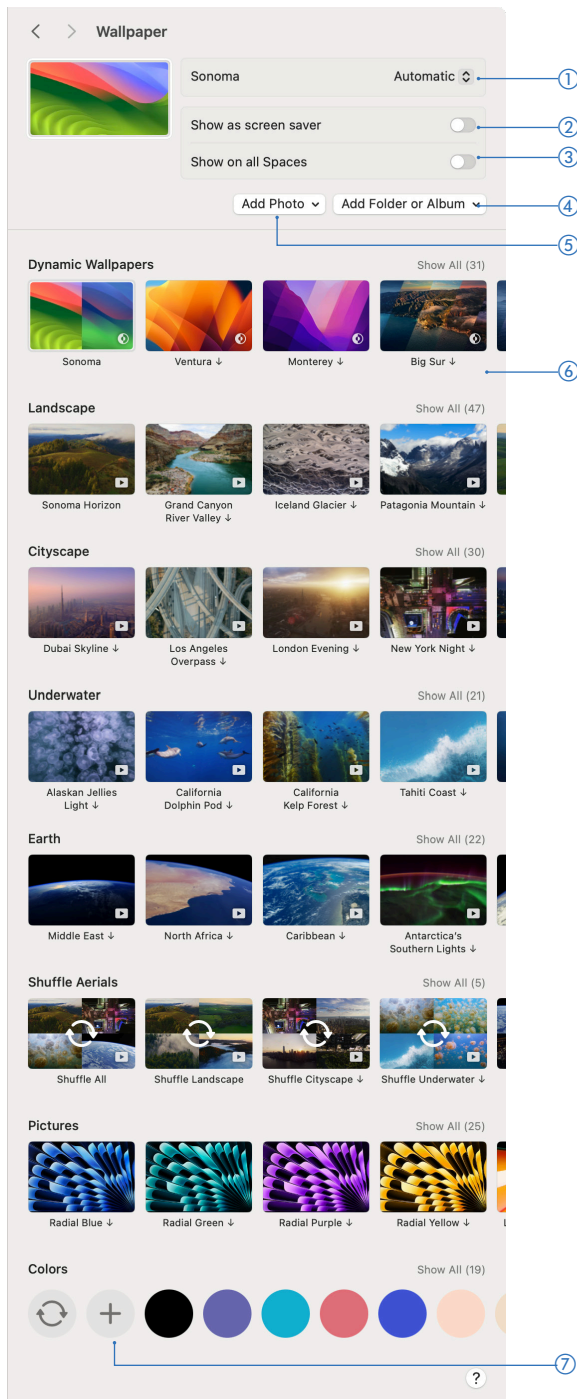 Wallpaper
Sonoma Automatic ①
Show as screen saver ②
Show on all Spaces ③
Add Photo Add Folder or Album ④
⑤
Dynamic Wallpapers Show All (31)
Sonoma Ventura ↓ Monterey ↓ Big Sur ↓
⑥
Landscape Show All (47)
Sonoma Horizon Grand Canyon Iceland Glacier ↓ Patagonia Mountain ↓
River Valley ↓
Cityscape Show All (30)
Dubai Skyline ↓ Los Angeles London Evening ↓ New York Night ↓
Overpass ↓
Underwater Show All (21)
Alaskan Jellies California California Tahiti Coast ↓
Light ↓ Dolphin Pod ↓ Kelp Forest ↓
Earth Show All (22)
Middle East ↓ North Africa ↓ Caribbean ↓ Antarctica's
Southern Lights ↓
Shuffle Aerials Show All (5)
Shuffle All Shuffle Landscape Shuffle Cityscape ↓ Shuffle Underwater ↓
Pictures Show All (25)
Radial Blue ↓ Radial Green ↓ Radial Purple ↓ Radial Yellow ↓
Colors Show All (19)
⑦
?